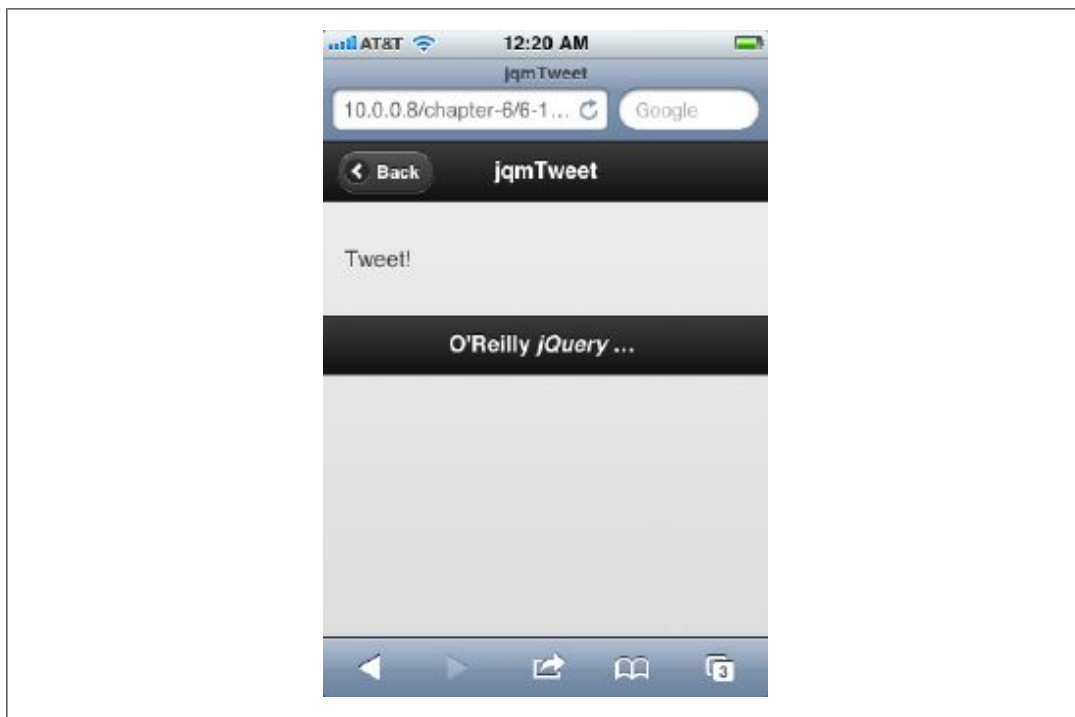 AT&T 12:20 AM
jqmTweet
10.0.0.8/chapter-6/6-1... Google
Back jqmTweet
Tweet!
O'Reilly jQuery ...
3